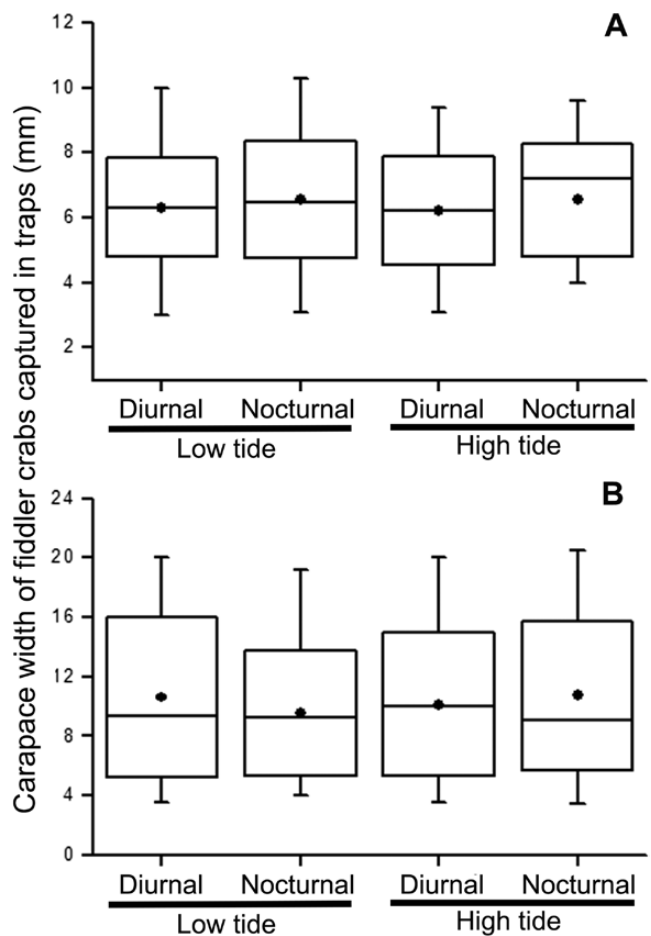 A
Carapace width of fiddler crabs captured in traps (mm)
12
10
8
6
4
2
Diurnal Nocturnal Diurnal Nocturnal
Low tide High tide
B
24
20
16
12
8
4
0
Diurnal Nocturnal Diurnal Nocturnal
Low tide High tide